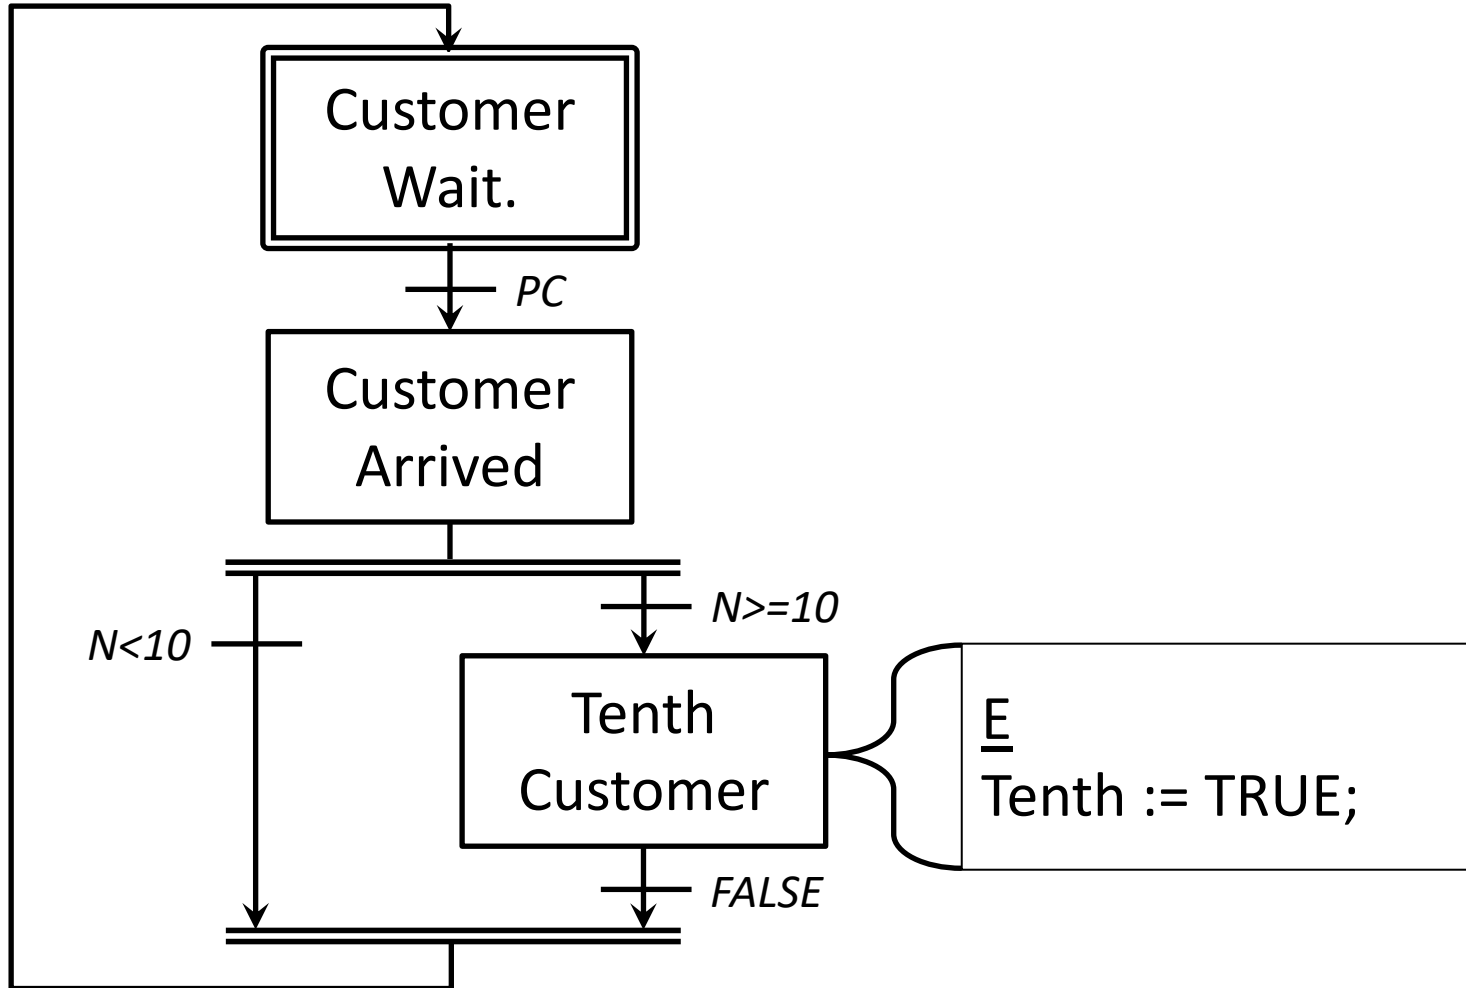 Customer
Wait.
PC
Customer
Arrived
N>=10
N<10
Tenth
Customer
E
Tenth := TRUE;
FALSE